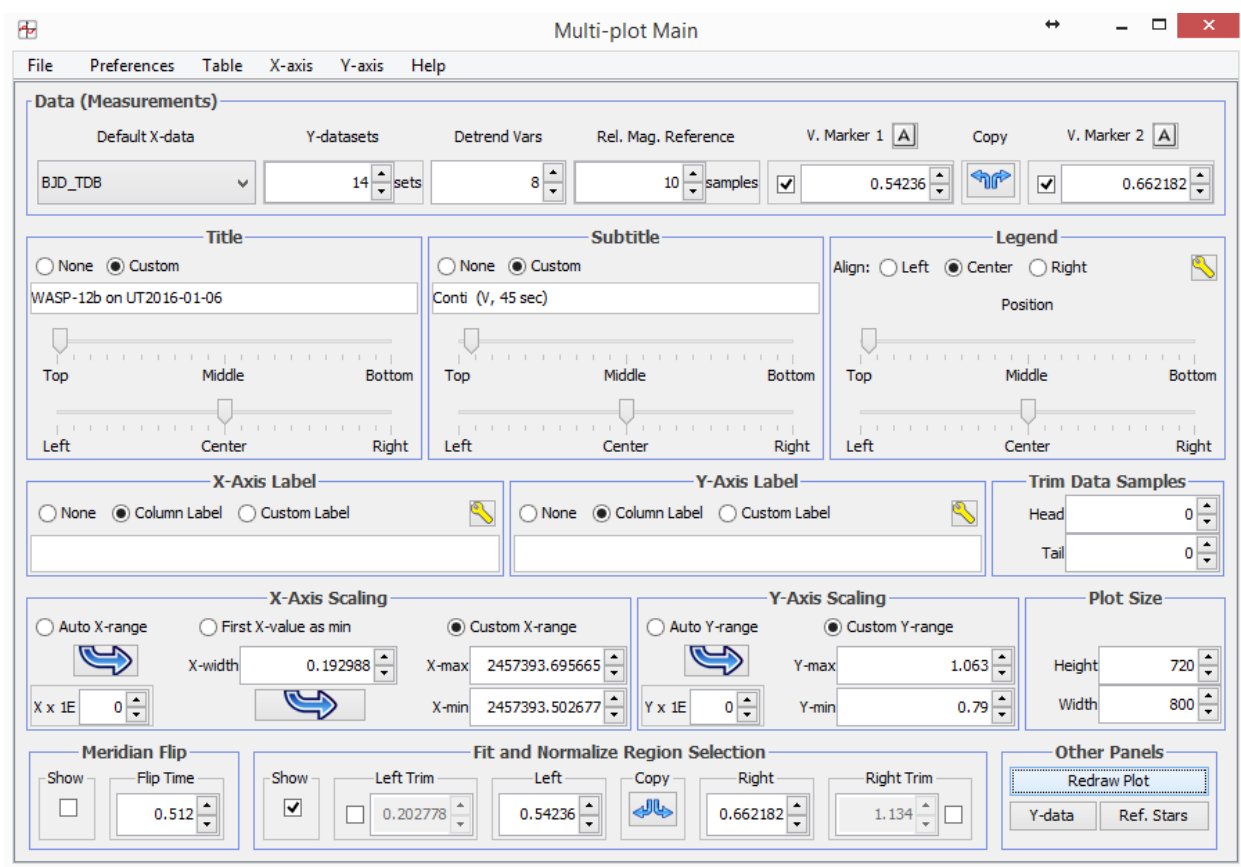 Multi-plot Main
File Preferences Table X-axis Y-axis Help
Data (Measurements)
Default X-data Y-datasets Detrend Vars Rel. Mag. Reference V. Marker 1 A Copy V. Marker 2 A
BJD_TDB 14 sets 8 10 samples 0.54236 0.662182
Title Subtitle Legend
None Custom None Custom Align: Left Center Right
WASP-12b on UT2016-01-06 Conti (V, 45 sec)
Position
Top Middle Bottom Top Middle Bottom Top Middle Bottom
Left Center Right Left Center Right Left Center Right
X-Axis Label Y-Axis Label Trim Data Samples
None Column Label Custom Label None Column Label Custom Label Head 0
Tail 0
X-Axis Scaling Y-Axis Scaling Plot Size
Auto X-range First X-value as min Custom X-range Auto Y-range Custom Y-range
X-width 0.192988 X-max 2457393.695665 Y-max 1.063 Height 720
X x 1E 0 X-min 2457393.502677 Y x 1E 0 Y-min 0.79 Width 800
Meridian Flip Fit and Normalize Region Selection Other Panels
Show Flip Time Show Left Trim Left Copy Right Right Trim Redraw Plot
0.512 0.202778 0.54236 0.662182 1.134 Y-data Ref. Stars